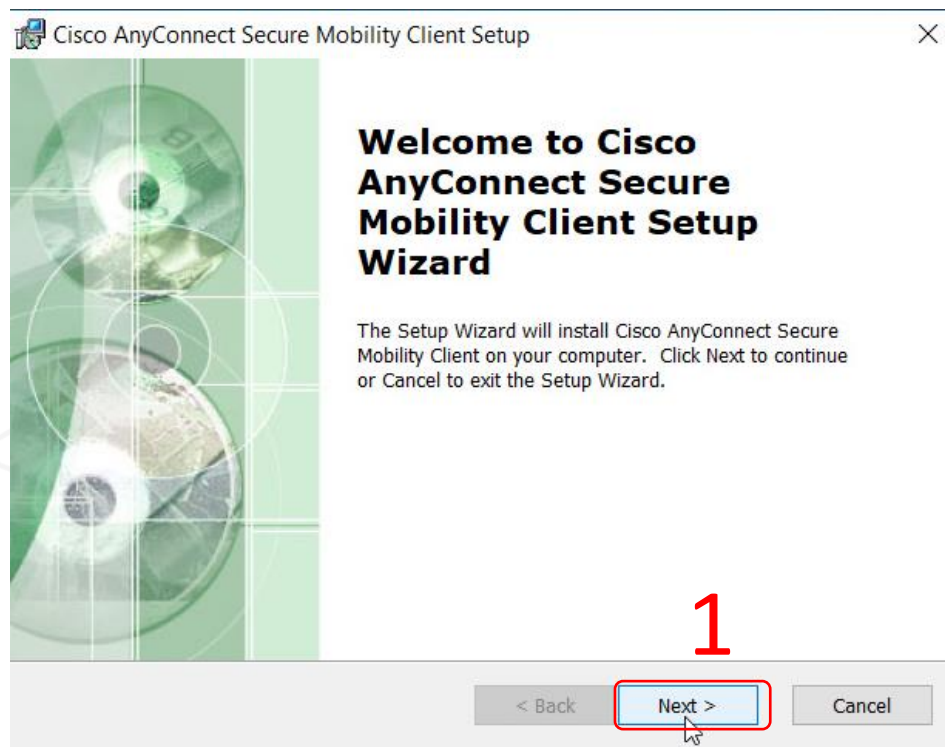 Cisco AnyConnect Secure Mobility Client Setup
Welcome to Cisco
AnyConnect Secure
Mobility Client Setup
Wizard
The Setup Wizard will install Cisco AnyConnect Secure
Mobility Client on your computer.  Click Next to continue
or Cancel to exit the Setup Wizard.
1
< Back Next > Cancel